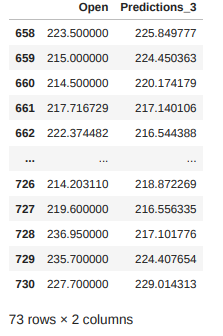 Open Predictions_3
658 223.500000 225.849777
659 215.000000 224.450363
660 214.500000 220.174179
661 217.716729 217.140106
662 222.374482 216.544388
... ... ...
726 214.203110 218.872269
727 219.600000 216.556335
728 236.950000 217.101776
729 235.700000 224.407654
730 227.700000 229.014313
73 rows × 2 columns